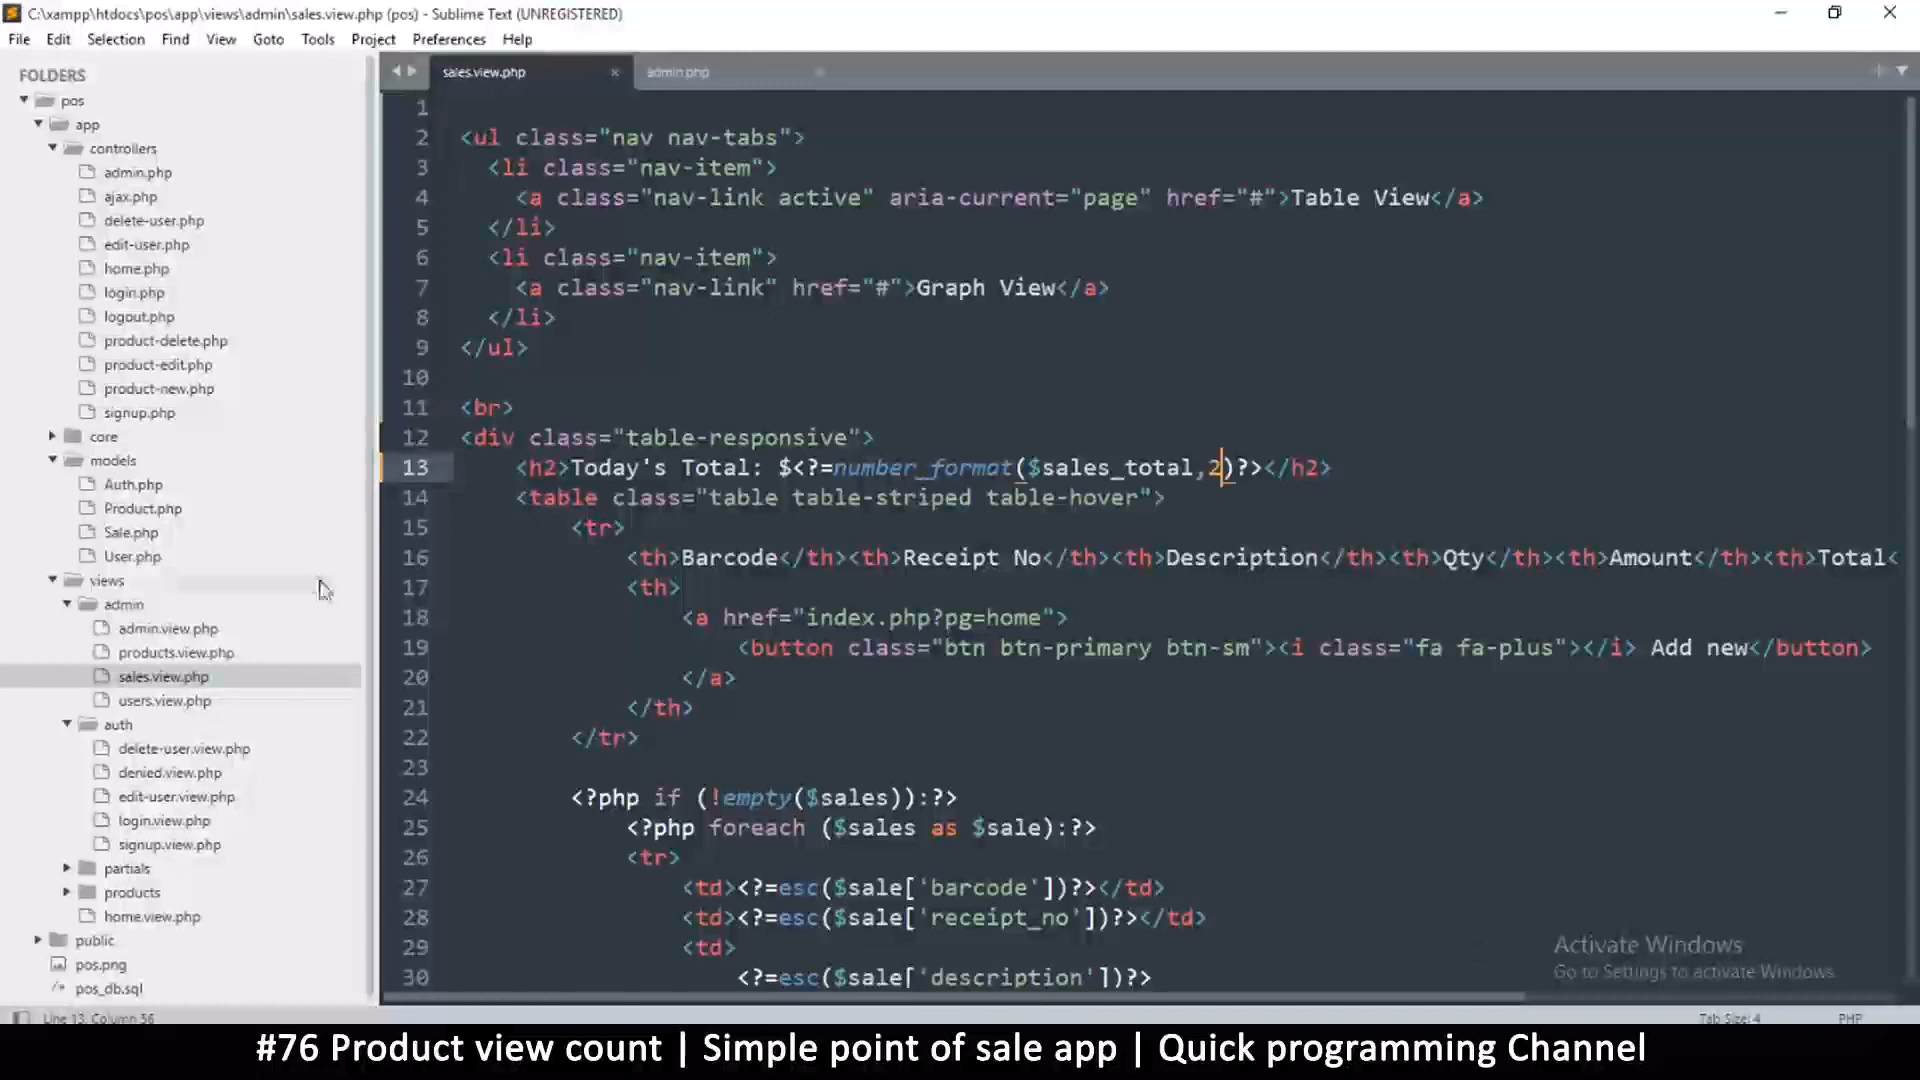 C:\xampp\htdocs\pos\app\views\admin\sales.view.php (pos) - Sublime Text (UNREGISTERED)
File Edit Selection Find View Goto Tools Project Preferences Help
FOLDERS
pos
app
controllers
admin.php
ajax.php
delete-user.php
edit-user.php
home.php
login.php
logout.php
product-delete.php
product-edit.php
product-new.php
signup.php
core
models
Auth.php
Product.php
Sale.php
User.php
views
admin
admin.view.php
products.view.php
sales.view.php
users.view.php
auth
delete-user.view.php
denied.view.php
edit-user.view.php
login.view.php
signup.view.php
partials
products
home.view.php
public
pos.png
pos_db.sql
sales.view.php admin.php
1
2 <ul class="nav nav-tabs">
3 <li class="nav-item">
4 <a class="nav-link active" aria-current="page" href="#">Table View</a>
5 </li>
6 <li class="nav-item">
7 <a class="nav-link" href="#">Graph View</a>
8 </li>
9 </ul>
10
11 <br>
12 <div class="table-responsive">
13 <h2>Today's Total: $<?=number_format($sales_total,2)?></h2>
14 <table class="table table-striped table-hover">
15 <tr>
16 <th>Barcode</th><th>Receipt No</th><th>Description</th><th>Qty</th><th>Amount</th><th>Total<
17 <th>
18 <a href="index.php?pg=home">
19 <button class="btn btn-primary btn-sm"><i class="fa fa-plus"></i> Add new</button>
20 </a>
21 </th>
22 </tr>
23
24 <?php if (!empty($sales)):?>
25 <?php foreach ($sales as $sale):?>
26 <tr>
27 <td><?=esc($sale['barcode'])?></td>
28 <td><?=esc($sale['receipt_no'])?></td>
29 <td>
30 <?=esc($sale['description'])?>
Activate Windows
Go to Settings to activate Windows.
Line 13, Column 56 Tab Size: 4 PHP
#76 Product view count | Simple point of sale app | Quick programming Channel